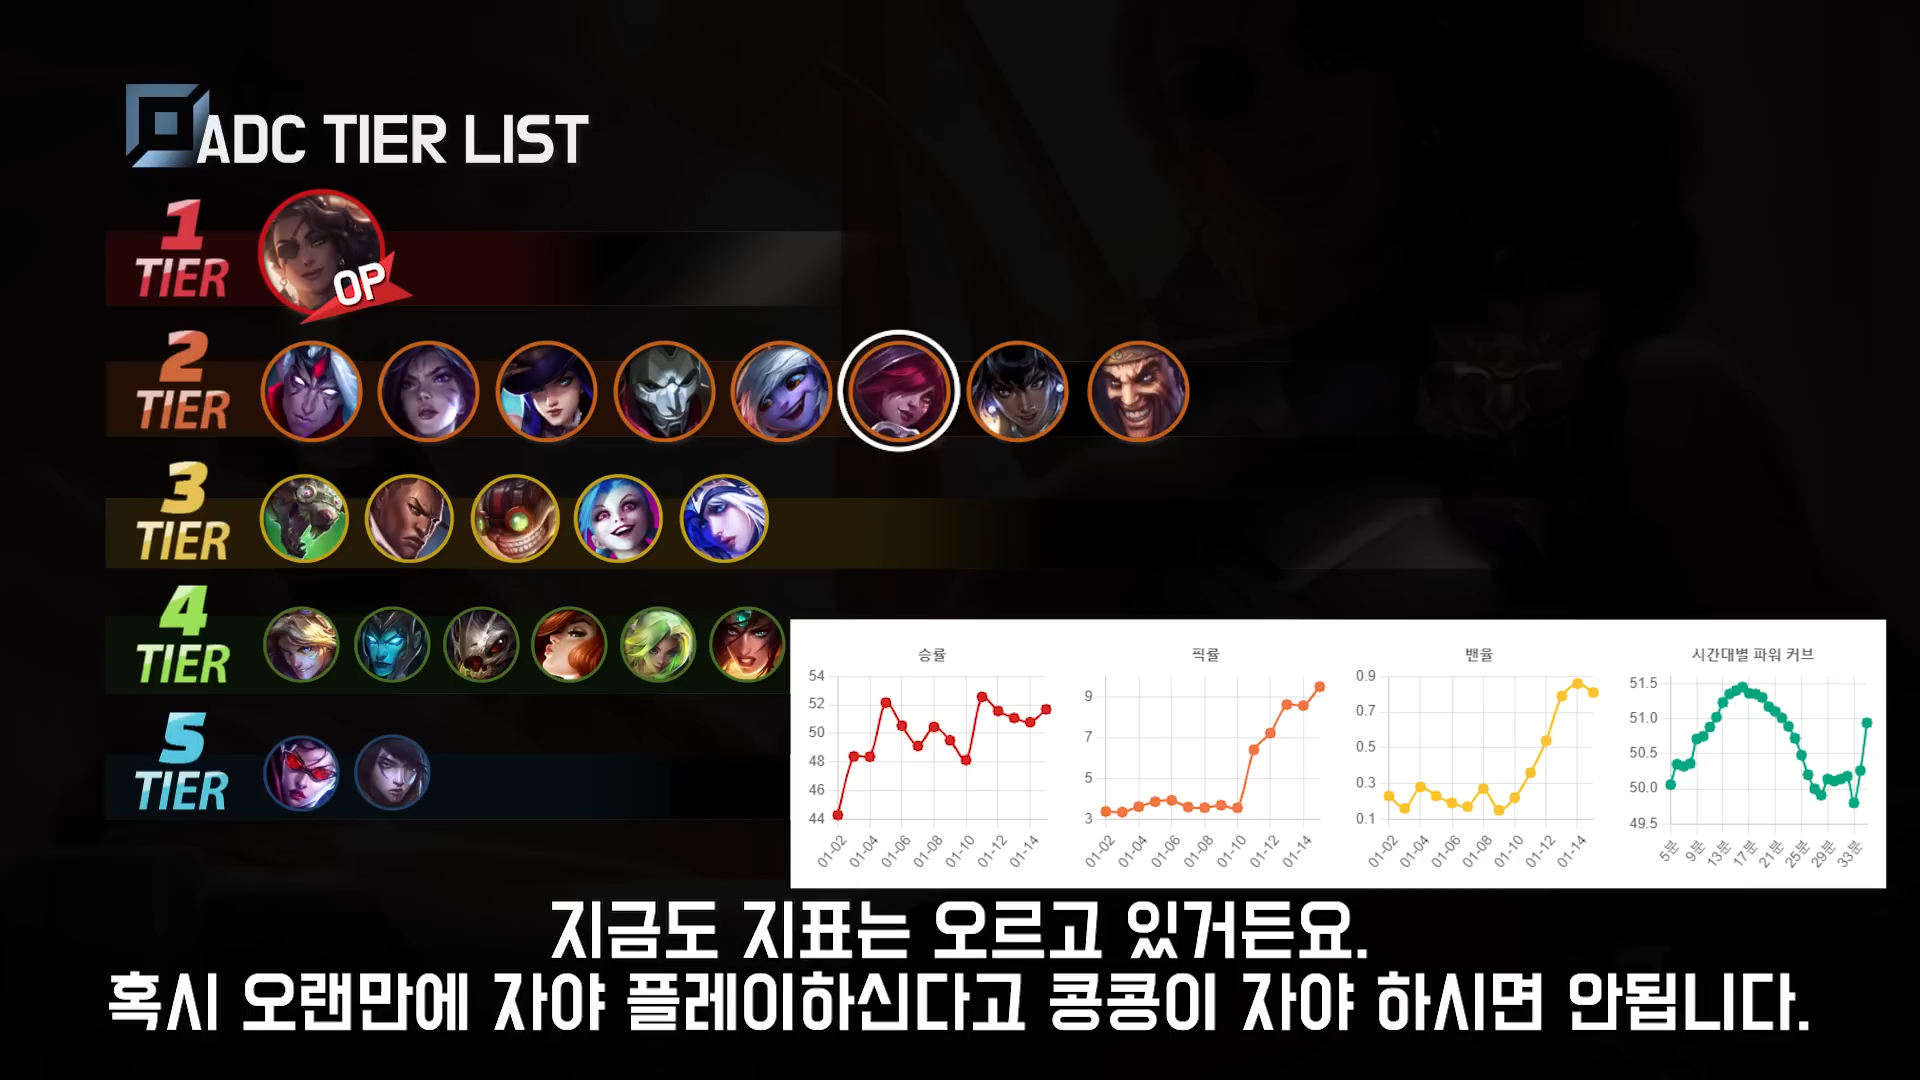 ADC TIER LIST
1
TIER
OP
2
TIER
3
TIER
4
TIER
5
TIER
승률
54
52
50
48
46
44
01-02
01-04
01-06
01-08
01-10
01-12
01-14
픽률
9
7
5
3
01-02
01-04
01-06
01-08
01-10
01-12
01-14
밴율
0.9
0.7
0.5
0.3
0.1
01-02
01-04
01-06
01-08
01-10
01-12
01-14
시간대별 파워 커브
51.5
51.0
50.5
50.0
49.5
5분
9분
13분
17분
21분
25분
29분
33분
지금도 지표는 오르고 있거든요.
혹시 오랜만에 자야 플레이하신다고 콩콩이 자야 하시면 안됩니다.